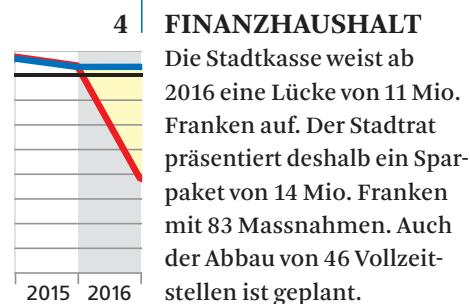 4 FINANZHAUSHALT
Die Stadtkasse weist ab
2016 eine Lücke von 11 Mio.
Franken auf. Der Stadtrat
präsentiert deshalb ein Spar-
paket von 14 Mio. Franken
mit 83 Massnahmen. Auch
der Abbau von 46 Vollzeit-
stellen ist geplant.
2015 2016